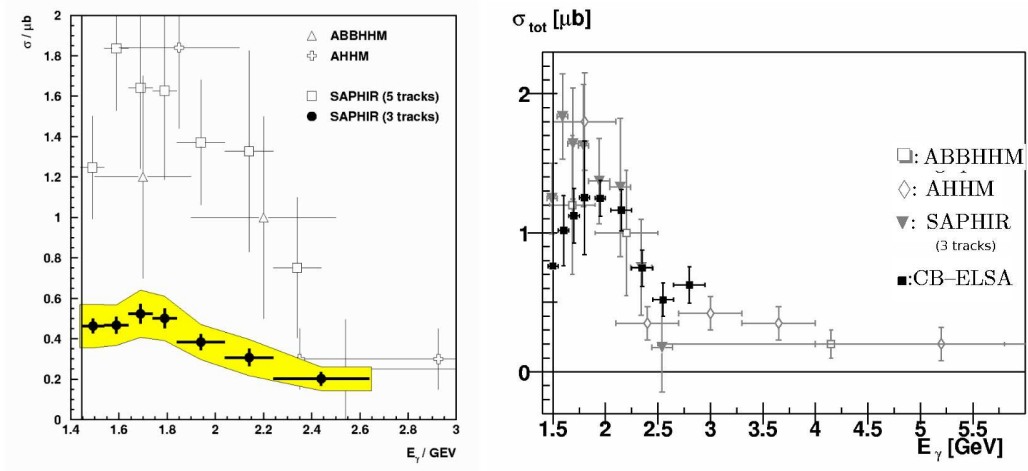 σ/ μb
2
1.8
1.6
1.4
1.2
1
0.8
0.6
0.4
0.2
0
1.4 1.6 1.8 2 2.2 2.4 2.6 2.8 3
Eγ / GEV
ABBHHM
AHHM
SAPHIR (5 tracks)
SAPHIR (3 tracks)
σtot [μb]
2
1
0
1.5 2 2.5 3 3.5 4 4.5 5 5.5
Eγ [GeV]
: ABBHHM
: AHHM
: SAPHIR
(3 tracks)
:CB–ELSA